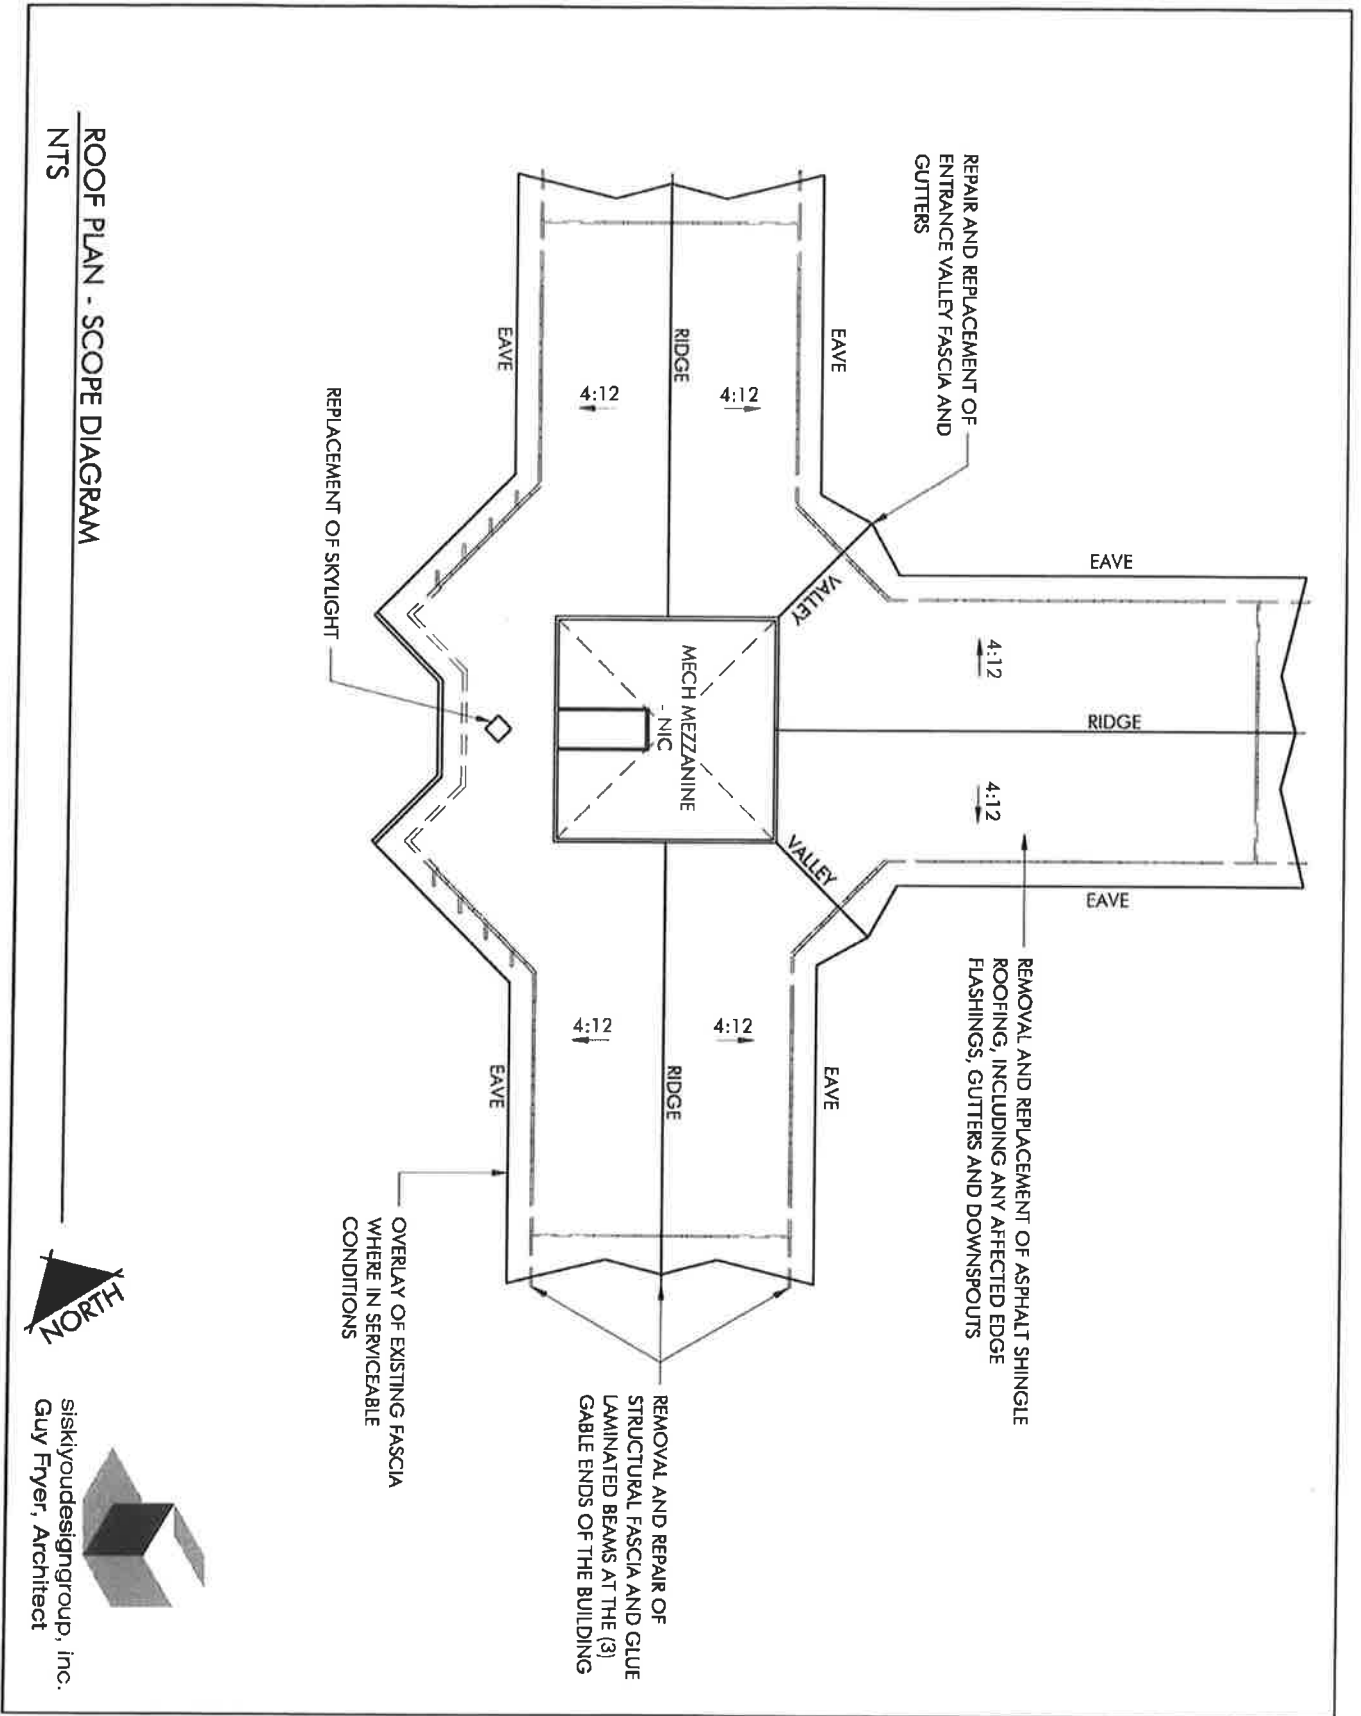 REMOVAL AND REPLACEMENT OF ASPHALT SHINGLE
ROOFING, INCLUDING ANY AFFECTED EDGE
FLASHINGS, GUTTERS AND DOWNSPOUTS
REPAIR AND REPLACEMENT OF
ENTRANCE VALLEY FASCIA AND
GUTTERS
EAVE
RIDGE
EAVE
4:12
4:12
VALLEY
VALLEY
EAVE
RIDGE
EAVE
4:12
4:12
MECH MEZZANINE
- NIC
EAVE
RIDGE
EAVE
4:12
4:12
REMOVAL AND REPAIR OF
STRUCTURAL FASCIA AND GLUE
LAMINATED BEAMS AT THE (3)
GABLE ENDS OF THE BUILDING
REPLACEMENT OF SKYLIGHT
OVERLAY OF EXISTING FASCIA
WHERE IN SERVICEABLE
CONDITIONS
ROOF PLAN - SCOPE DIAGRAM
NTS
NORTH
siskiyoudesigngroup, inc.
Guy Fryer, Architect